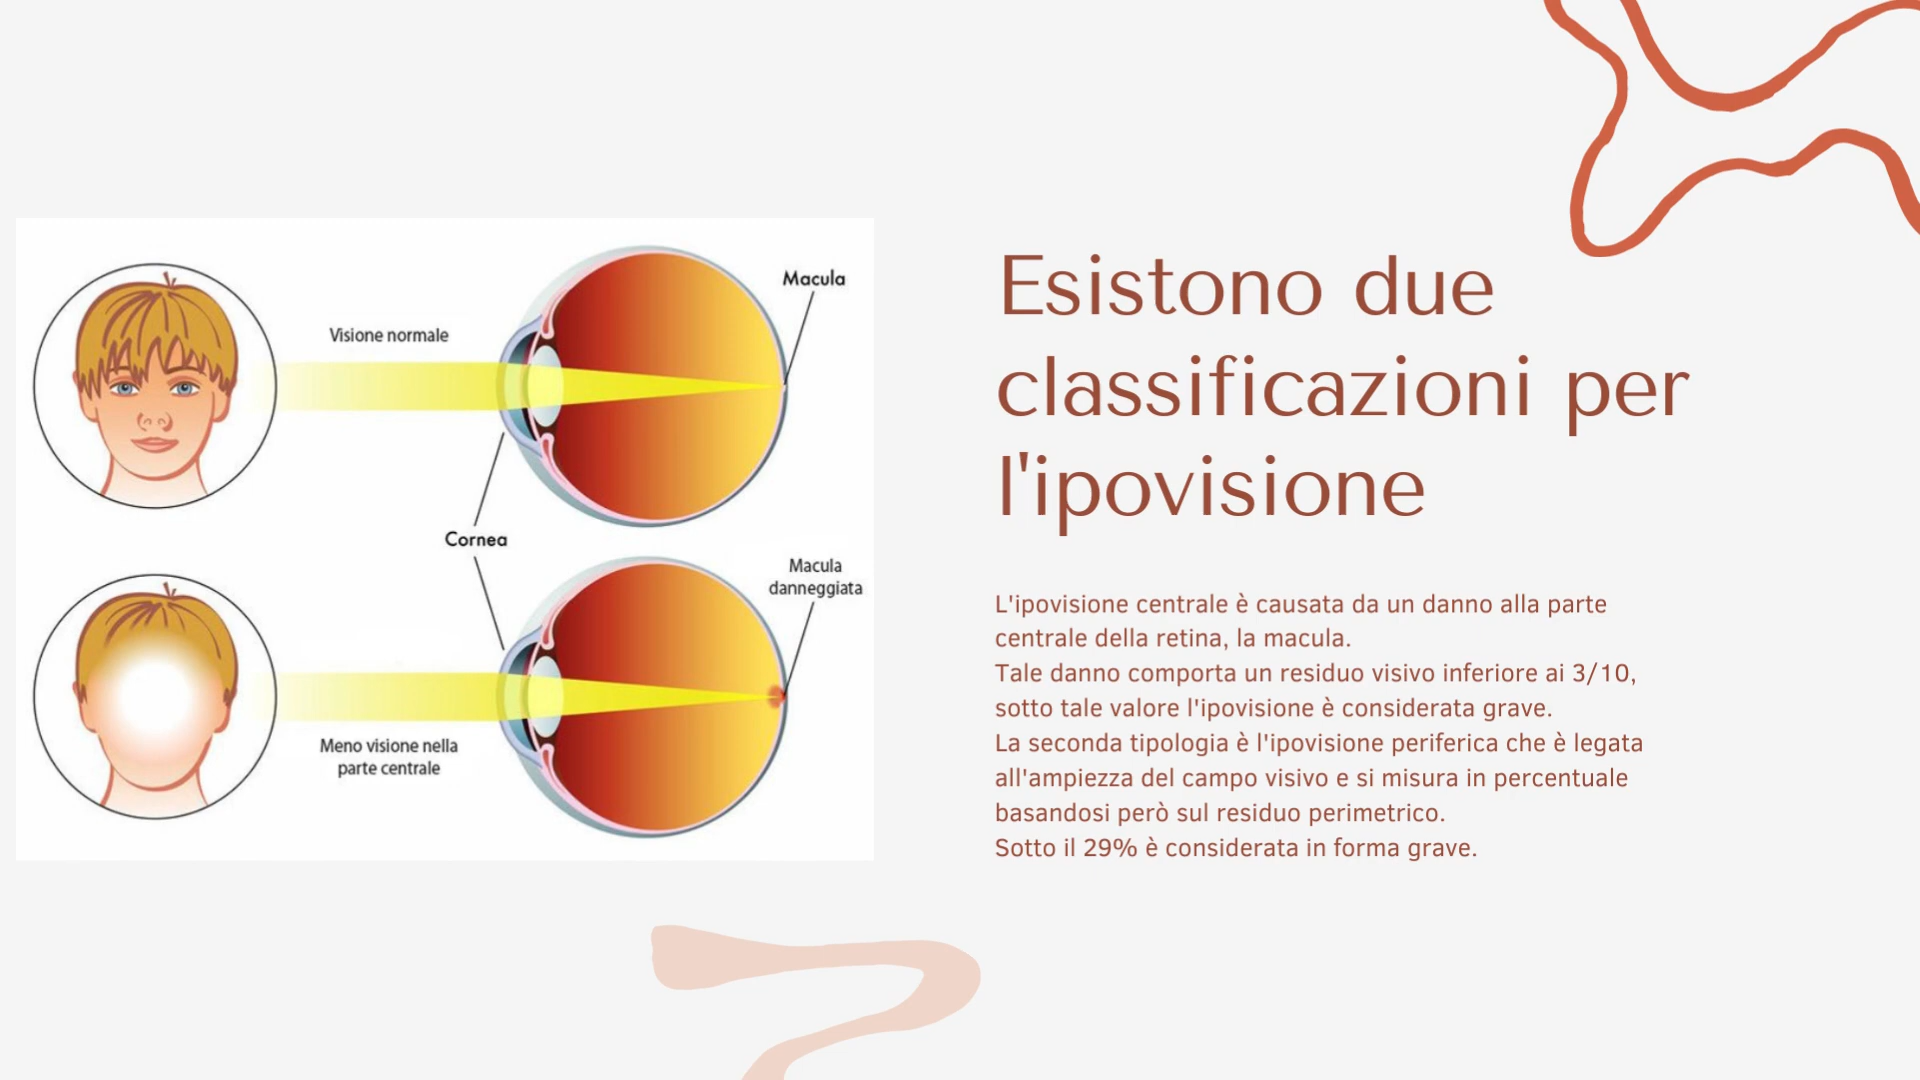 Visione normale
Macula
Cornea
Macula
danneggiata
Meno visione nella
parte centrale
Esistono due
classificazioni per
l'ipovisione
L'ipovisione centrale è causata da un danno alla parte
centrale della retina, la macula.
Tale danno comporta un residuo visivo inferiore ai 3/10,
sotto tale valore l'ipovisione è considerata grave.
La seconda tipologia è l'ipovisione periferica che è legata
all'ampiezza del campo visivo e si misura in percentuale
basandosi però sul residuo perimetrico.
Sotto il 29% è considerata in forma grave.